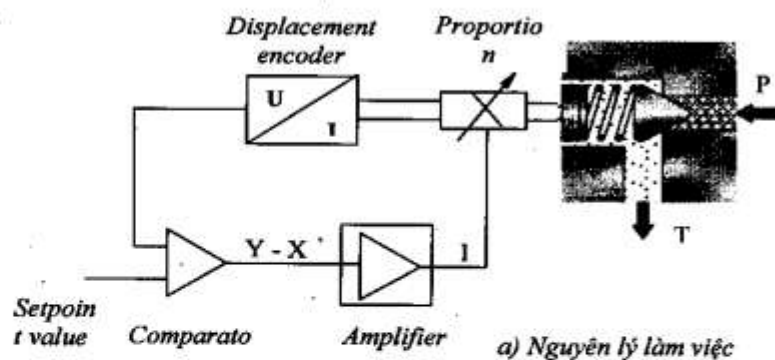 Displacement
encoder
Proportio
n
U
I
P
T
Y - X
I
Setpoin
t value
Comparato
Amplifier
a) Nguyên lý làm việc